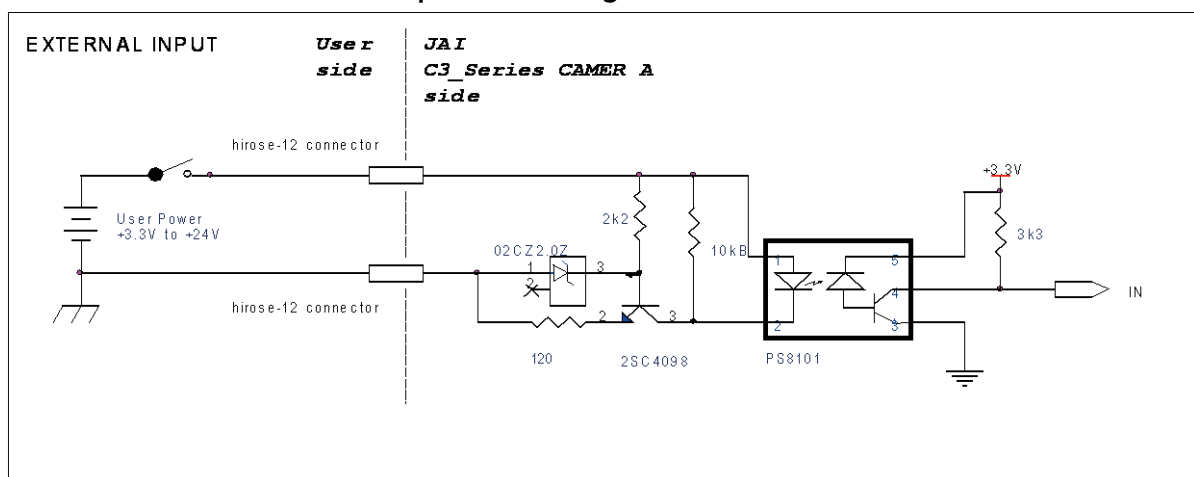 EXTERNAL INPUT
User side
JAI
C3_Series CAMER A
side
hirose-12 connector
+3.3V
User Power
+3.3V to +24V
2k2
10kB
3k3
02CZ2.0Z
1
2
3
1
5
4
IN
hirose-12 connector
2
3
2
3
120
2SC4098
PS8101